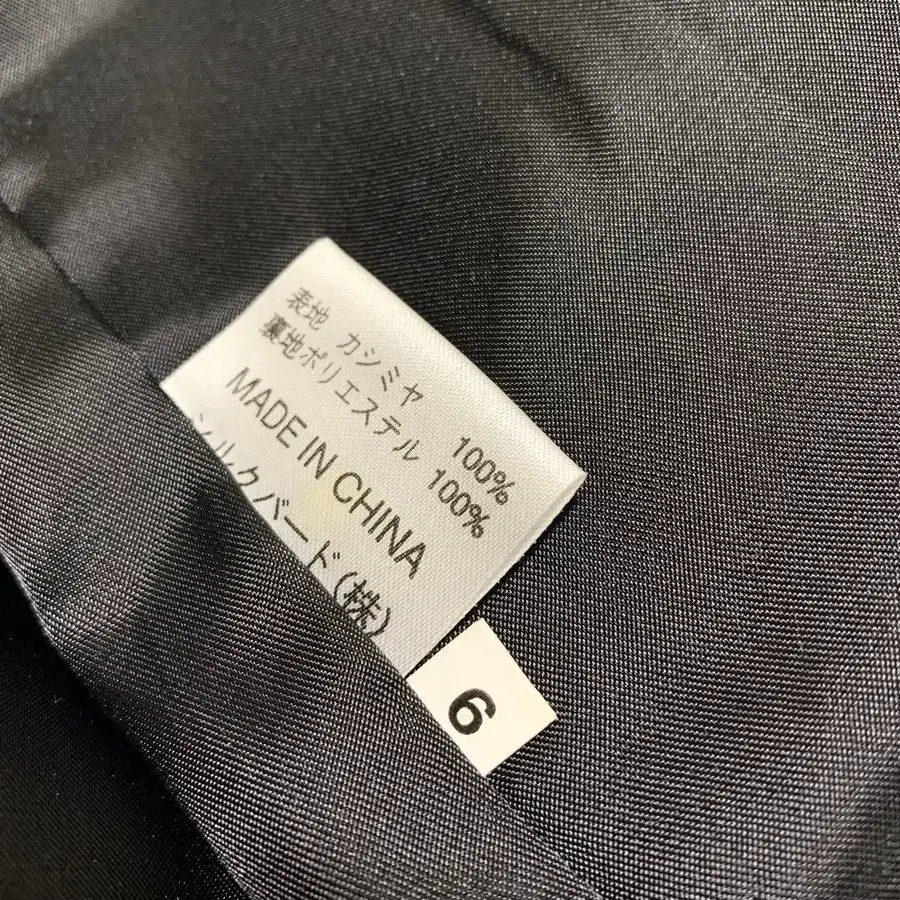 表地 カシミヤ 100%
裏地ポリエステル 100%
MADE IN CHINA
シルクバード(株)
6